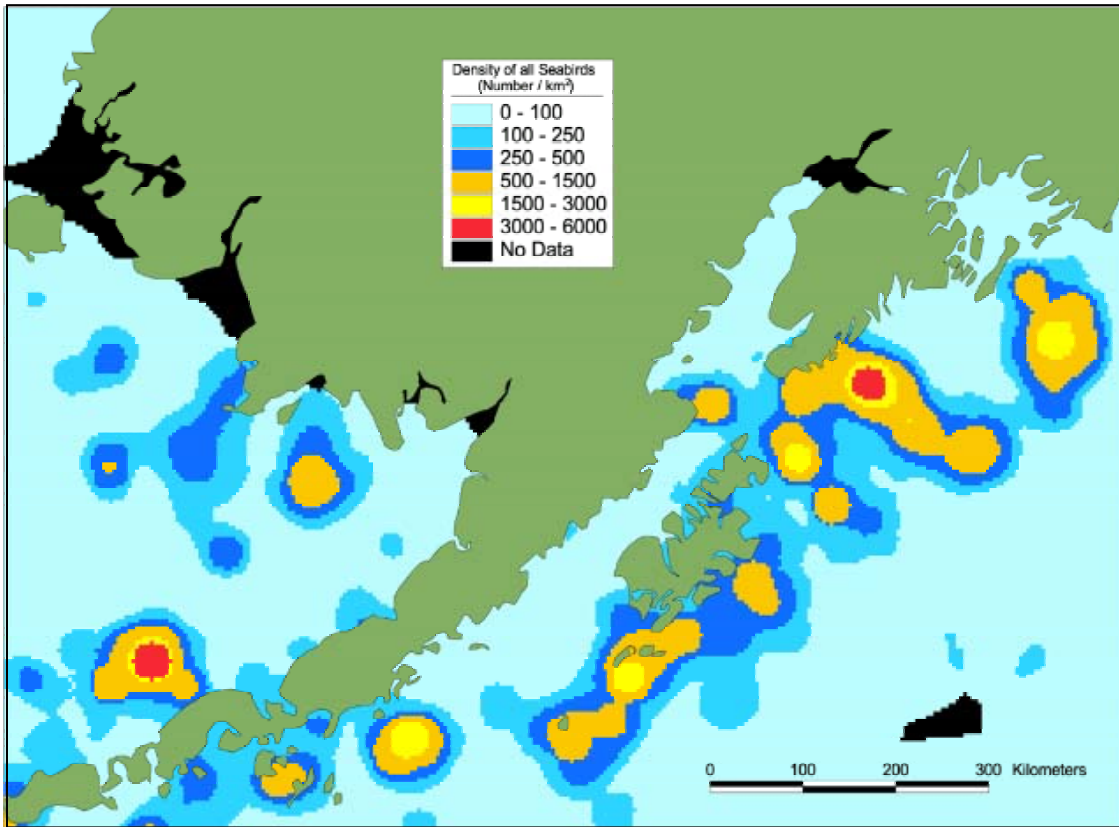 Density of all Seabirds
(Number / km²)
0 - 100
100 - 250
250 - 500
500 - 1500
1500 - 3000
3000 - 6000
No Data
0 100 200 300 Kilometers